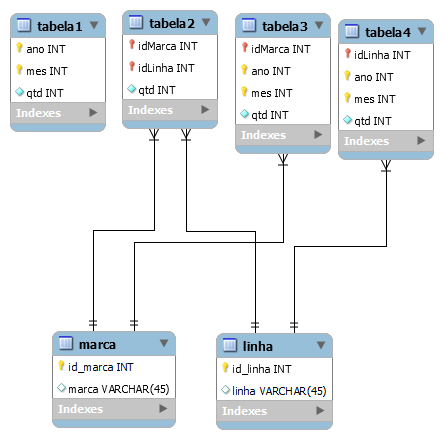 tabela1
ano INT
mes INT
qtd INT
Indexes
tabela2
idMarca INT
idLinha INT
qtd INT
Indexes
tabela3
idMarca INT
ano INT
mes INT
qtd INT
Indexes
tabela4
idLinha INT
ano INT
mes INT
qtd INT
Indexes
marca
id_marca INT
marca VARCHAR(45)
Indexes
linha
id_linha INT
linha VARCHAR(45)
Indexes